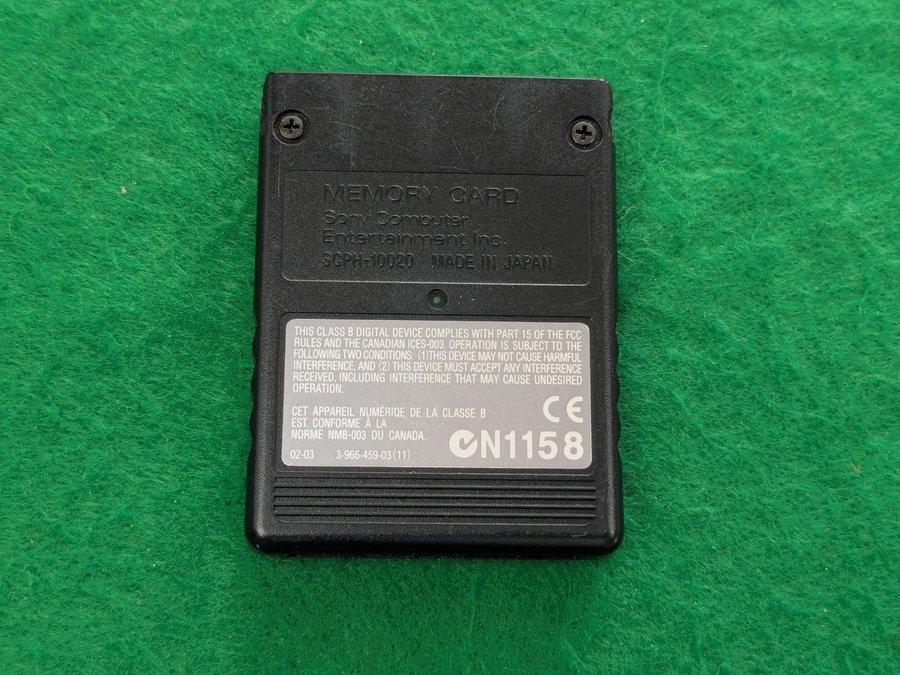 MEMORY CARD
Sony Computer
Entertainment Inc.
SCPH-10020 MADE IN JAPAN
THIS CLASS B DIGITAL DEVICE COMPLIES WITH PART 15 OF THE FCC
RULES AND THE CANADIAN ICES-003. OPERATION IS SUBJECT TO THE
FOLLOWING TWO CONDITIONS: (1) THIS DEVICE MAY NOT CAUSE HARMFUL
INTERFERENCE, AND (2) THIS DEVICE MUST ACCEPT ANY INTERFERENCE
RECEIVED, INCLUDING INTERFERENCE THAT MAY CAUSE UNDESIRED
OPERATION.
CET APPAREIL NUMÉRIQE DE LA CLASSE B
EST CONFORME À LA
NORME NMB-003 DU CANADA.
CE
N1158
02-03 3-966-459-03(11)